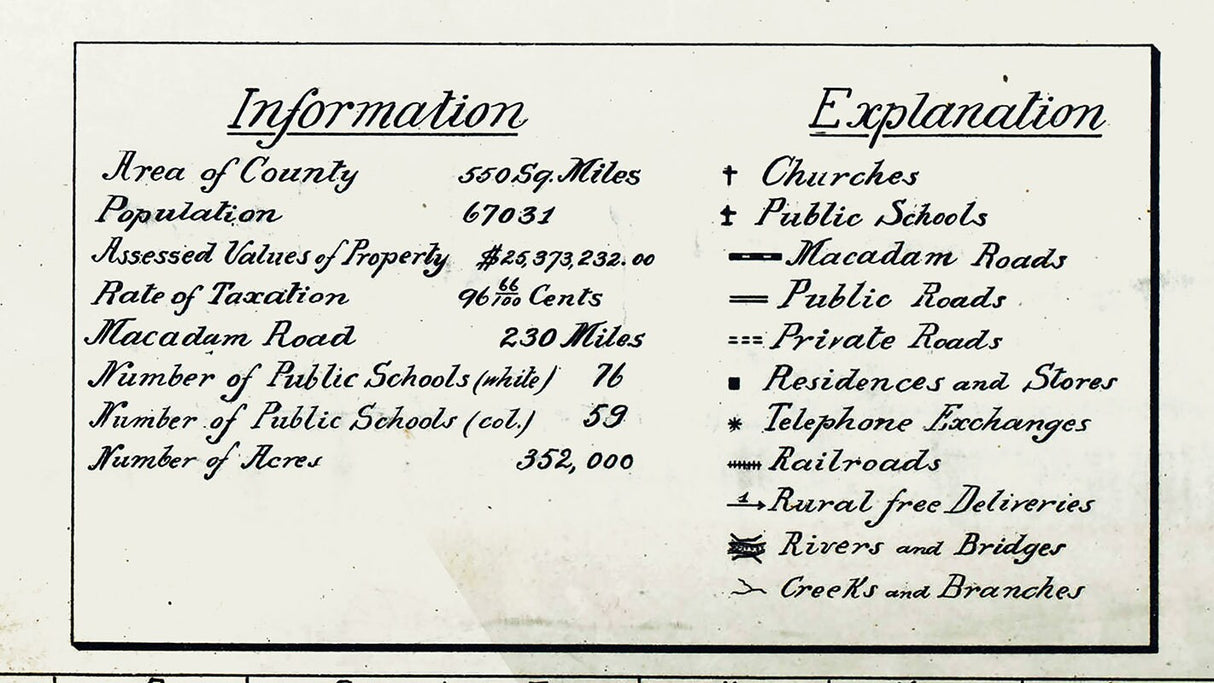 Information
Area of County 550 Sq. Miles
Population 67031
Assessed Values of Property $25,373,232.00
Rate of Taxation 96 66/100 Cents
Macadam Road 230 Miles
Number of Public Schools (white) 76
Number of Public Schools (col.) 59
Number of Acres 352,000
Explanation
Churches
Public Schools
Macadam Roads
Public Roads
Private Roads
Residences and Stores
Telephone Exchanges
Railroads
1 Rural free Deliveries
Rivers and Bridges
Creeks and Branches